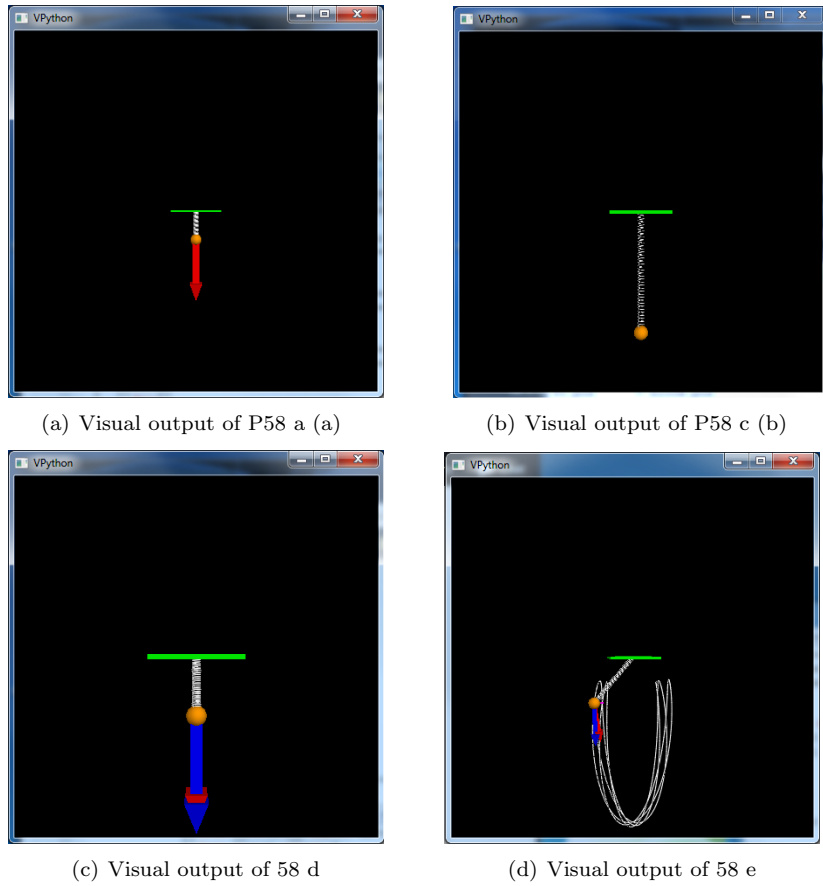 VPython
VPython
(a) Visual output of P58 a (a)
(b) Visual output of P58 c (b)
VPython
VPython
(c) Visual output of 58 d
(d) Visual output of 58 e